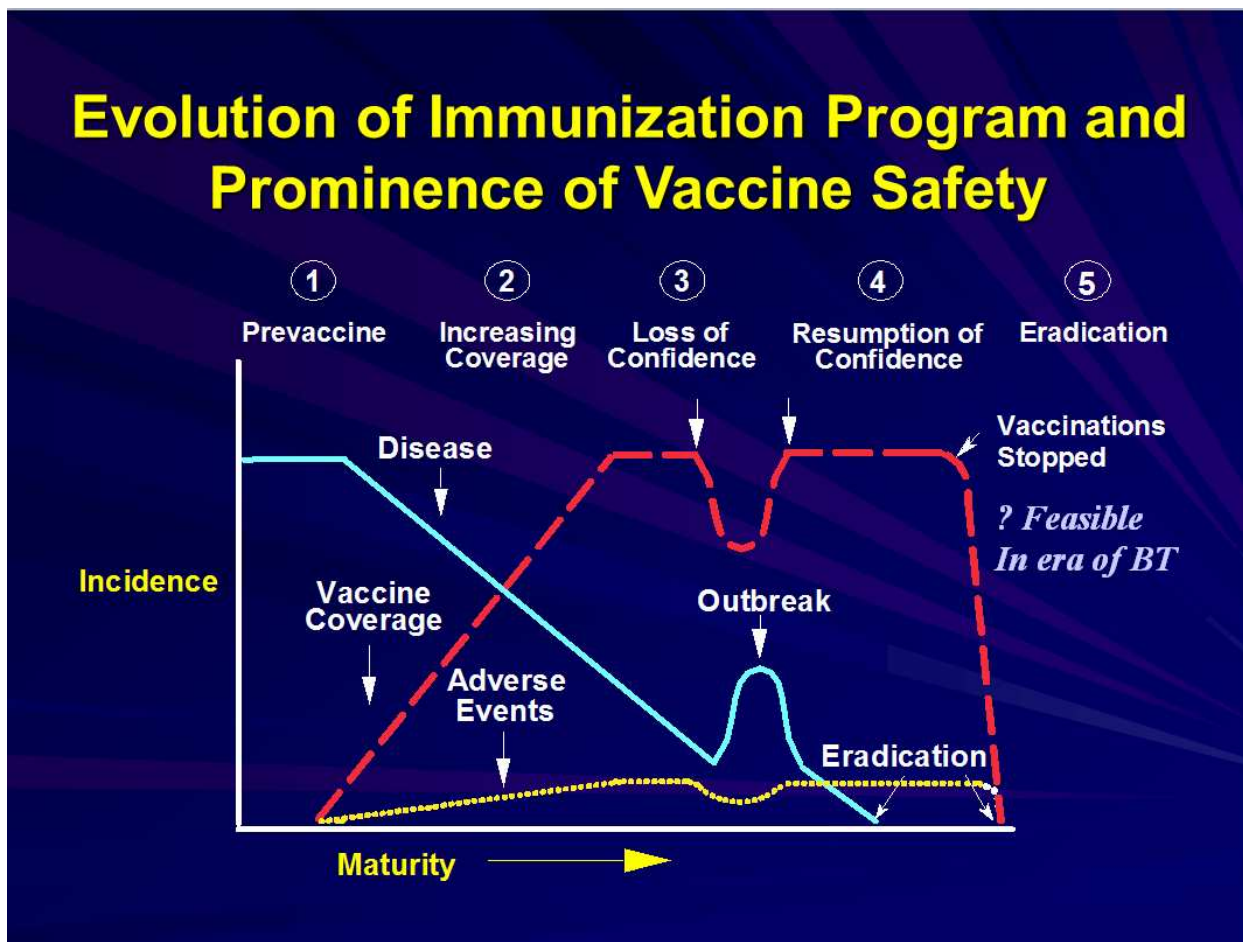 Evolution of Immunization Program and
Prominence of Vaccine Safety
1
2
3
4
5
Prevaccine
Increasing
Coverage
Loss of
Confidence
Resumption of
Confidence
Eradication
Disease
Vaccinations
Stopped
? Feasible
In era of BT
Incidence
Vaccine
Coverage
Outbreak
Adverse
Events
Eradication
Maturity